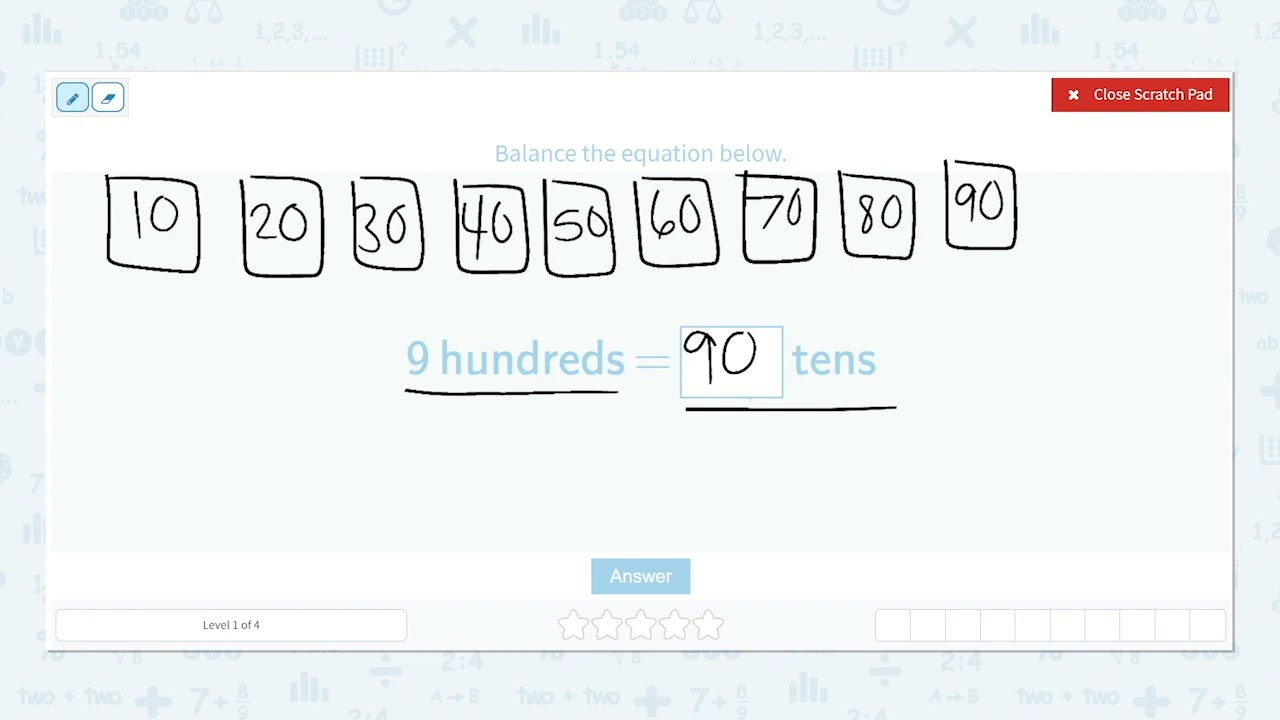 Close Scratch Pad
Balance the equation below.
10 20 30 40 50 60 70 80 90
9 hundreds = 90 tens
Answer
Level 1 of 4